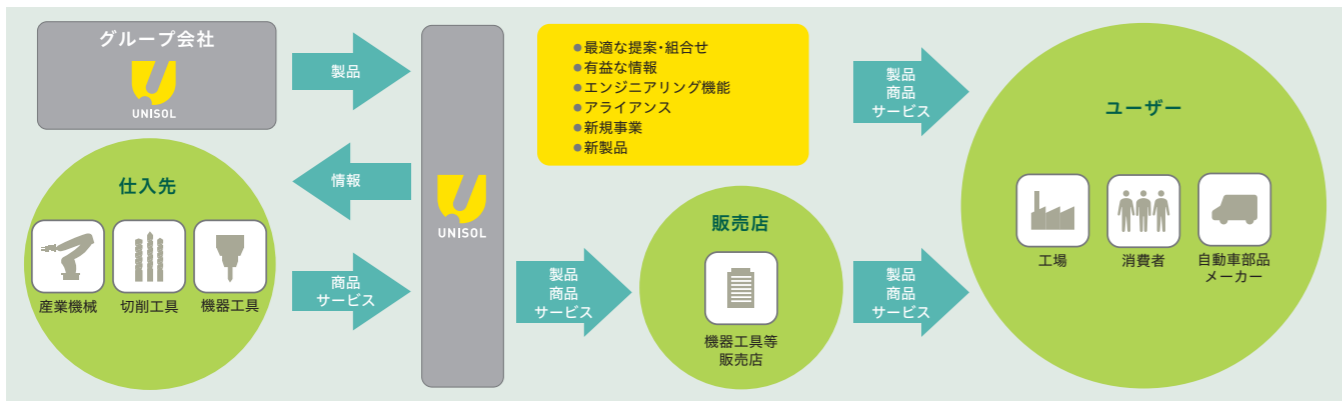 グループ会社
UNISOL
製品
情報
仕入先
産業機械
切削工具
機器工具
商品
サービス
UNISOL
●最適な提案・組合せ
●有益な情報
●エンジニアリング機能
●アライアンス
●新規事業
●新製品
製品
商品
サービス
販売店
機器工具等
販売店
製品
商品
サービス
製品
商品
サービス
ユーザー
工場
消費者
自動車部品
メーカー